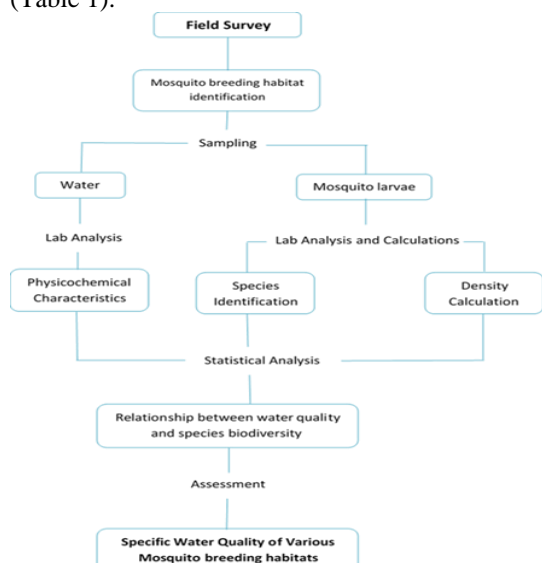 (Table 1).
Field Survey
Mosquito breeding habitat
identification
Sampling
Water
Mosquito larvae
Lab Analysis
Lab Analysis and Calculations
Physicochemical
Characteristics
Species
Identification
Density
Calculation
Statistical Analysis
Relationship between water quality
and species biodiversity
Assessment
Specific Water Quality of Various
Mosquito breeding habitats